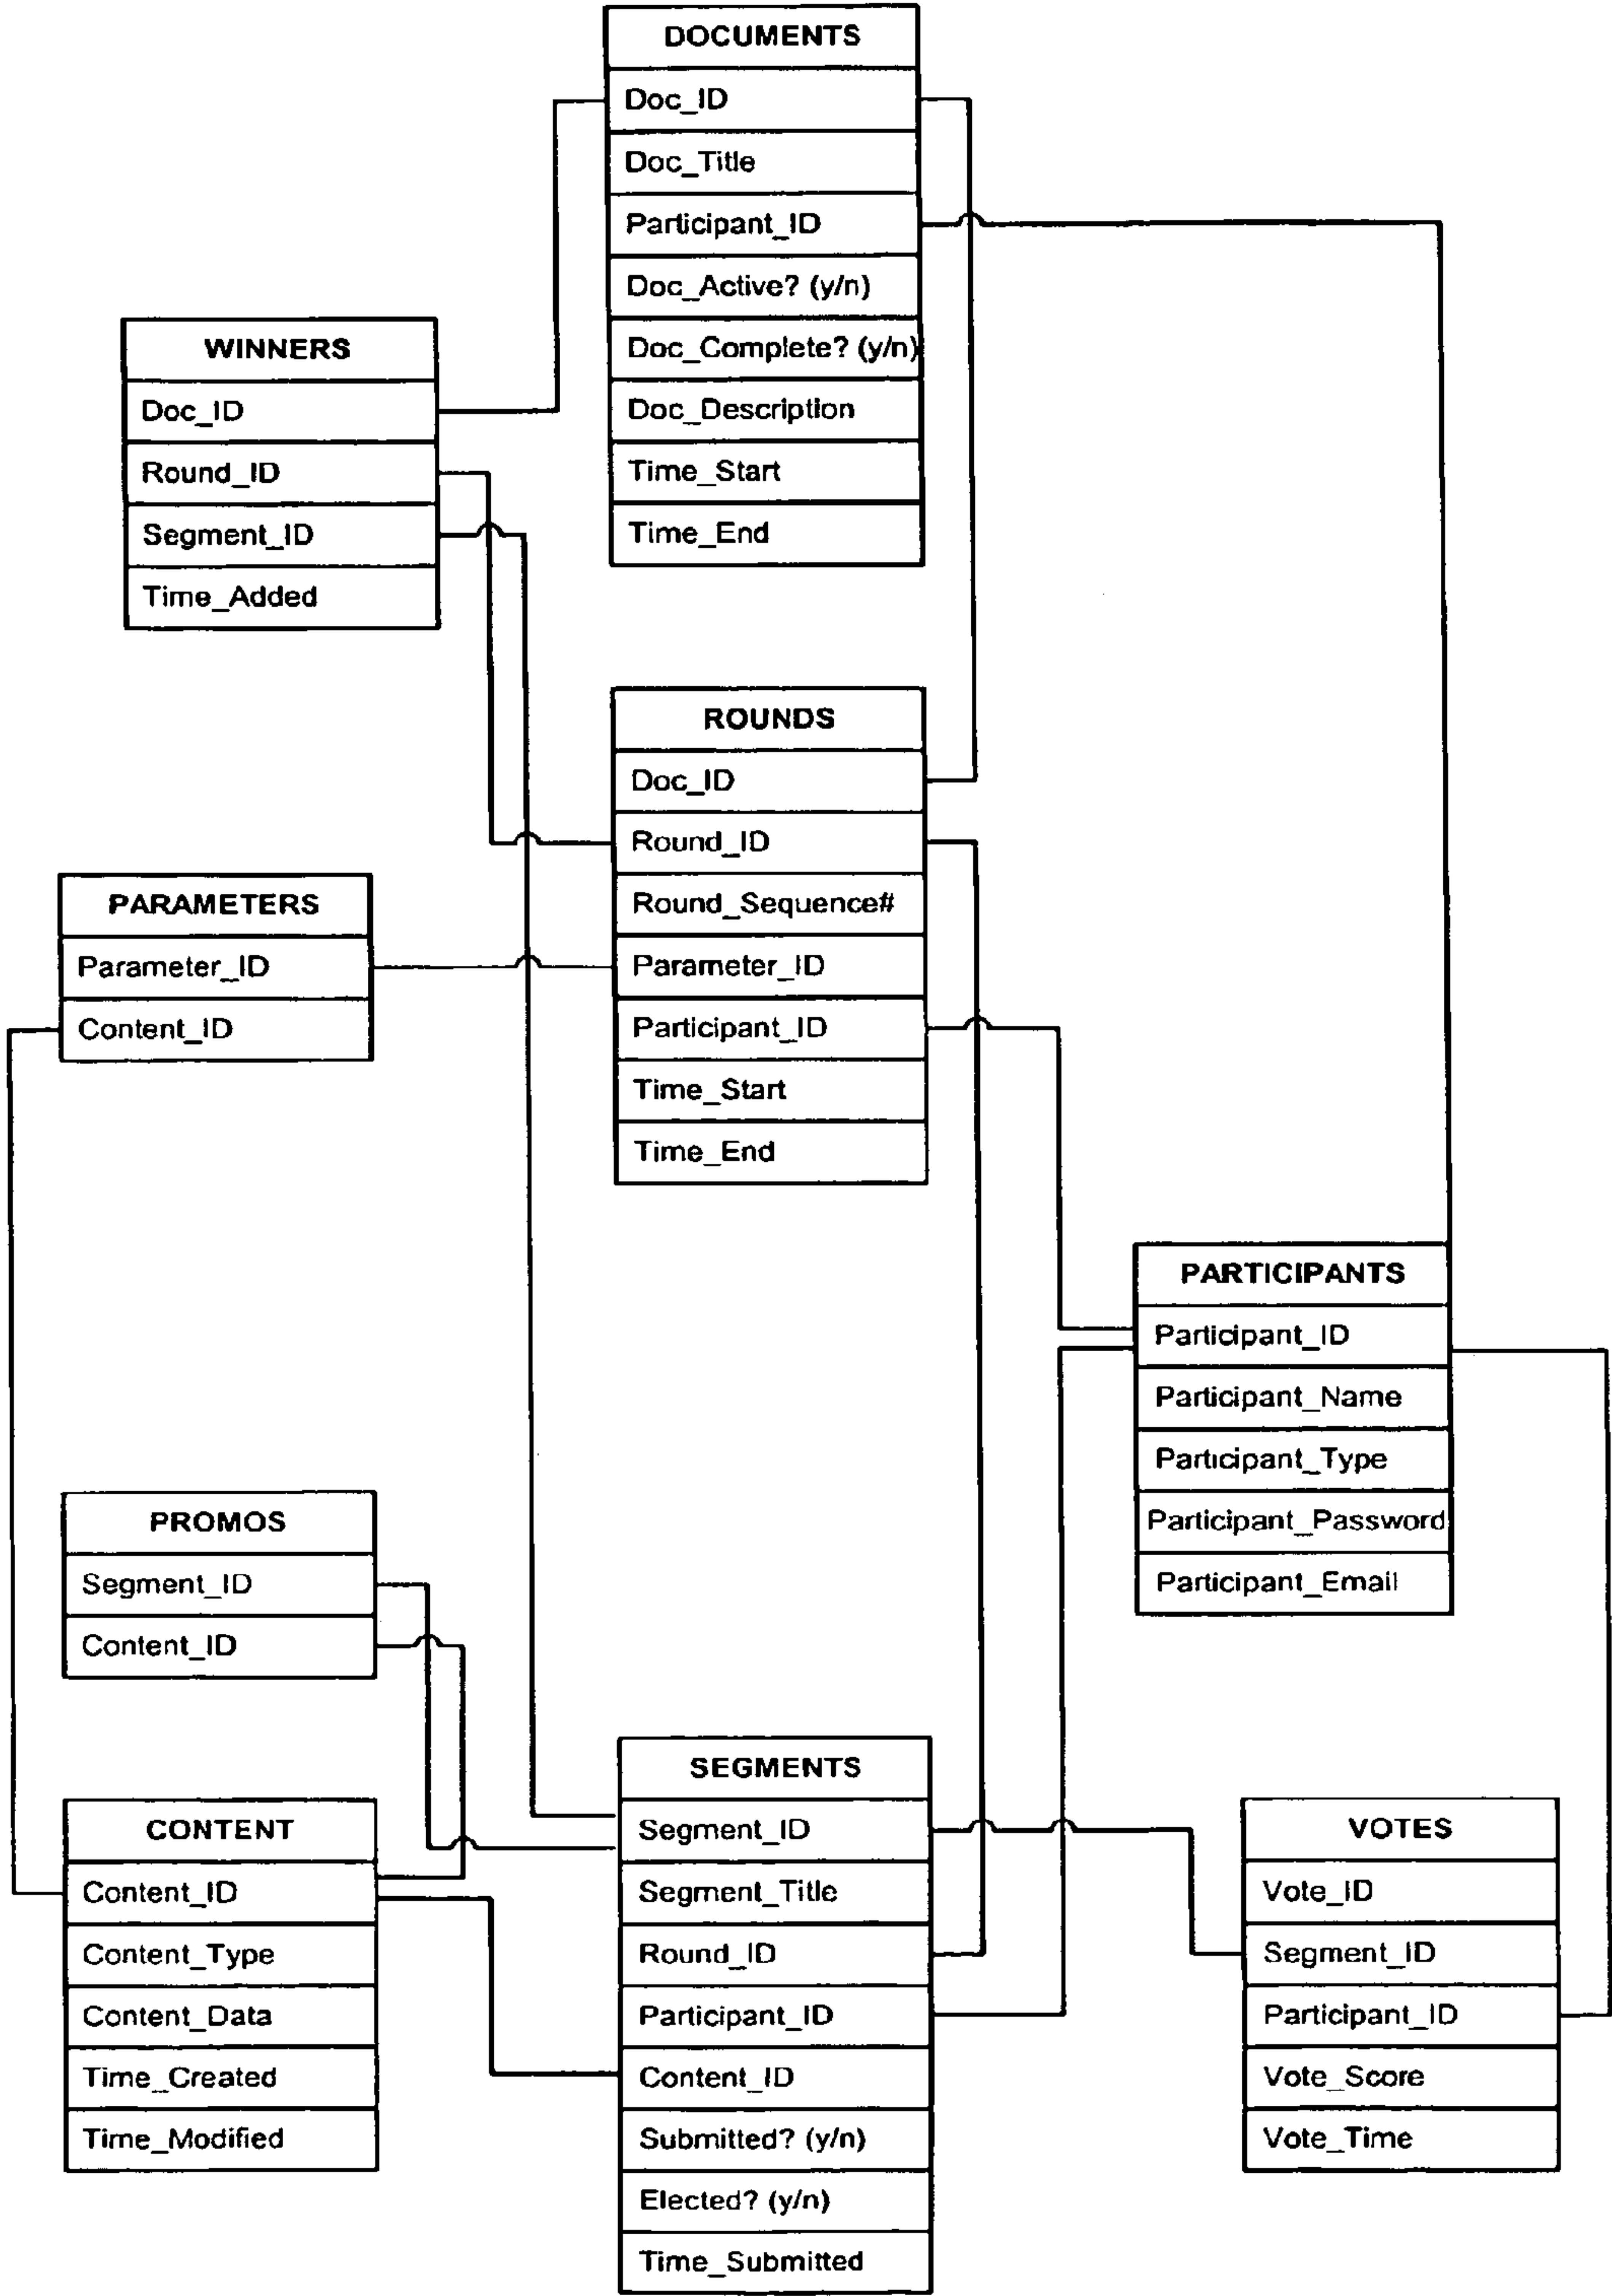 DOCUMENTS
Doc_ID
Doc_Title
Participant_ID
Doc_Active? (y/n)
Doc_Complete? (y/n)
Doc_Description
Time_Start
Time_End
WINNERS
Doc_ID
Round_ID
Segment_ID
Time_Added
ROUNDS
Doc_ID
Round_ID
Round_Sequence#
Parameter_ID
Participant_ID
Time_Start
Time_End
PARAMETERS
Parameter_ID
Content_ID
PARTICIPANTS
Participant_ID
Participant_Name
Participant_Type
Participant_Password
Participant_Email
PROMOS
Segment_ID
Content_ID
SEGMENTS
Segment_ID
Segment_Title
Round_ID
Participant_ID
Content_ID
Submitted? (y/n)
Elected? (y/n)
Time_Submitted
CONTENT
Content_ID
Content_Type
Content_Data
Time_Created
Time_Modified
VOTES
Vote_ID
Segment_ID
Participant_ID
Vote_Score
Vote_Time